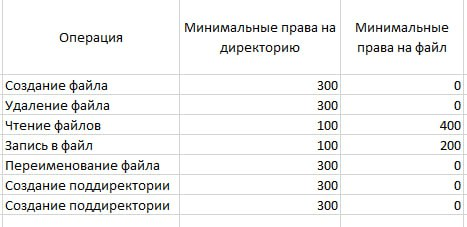 Операция
Минимальные права на
директорию
Минимальные
права на файл
Создание файла 300 0
Удаление файла 300 0
Чтение файлов 100 400
Запись в файл 100 200
Переименование файла 300 0
Создание поддиректории 300 0
Создание поддиректории 300 0